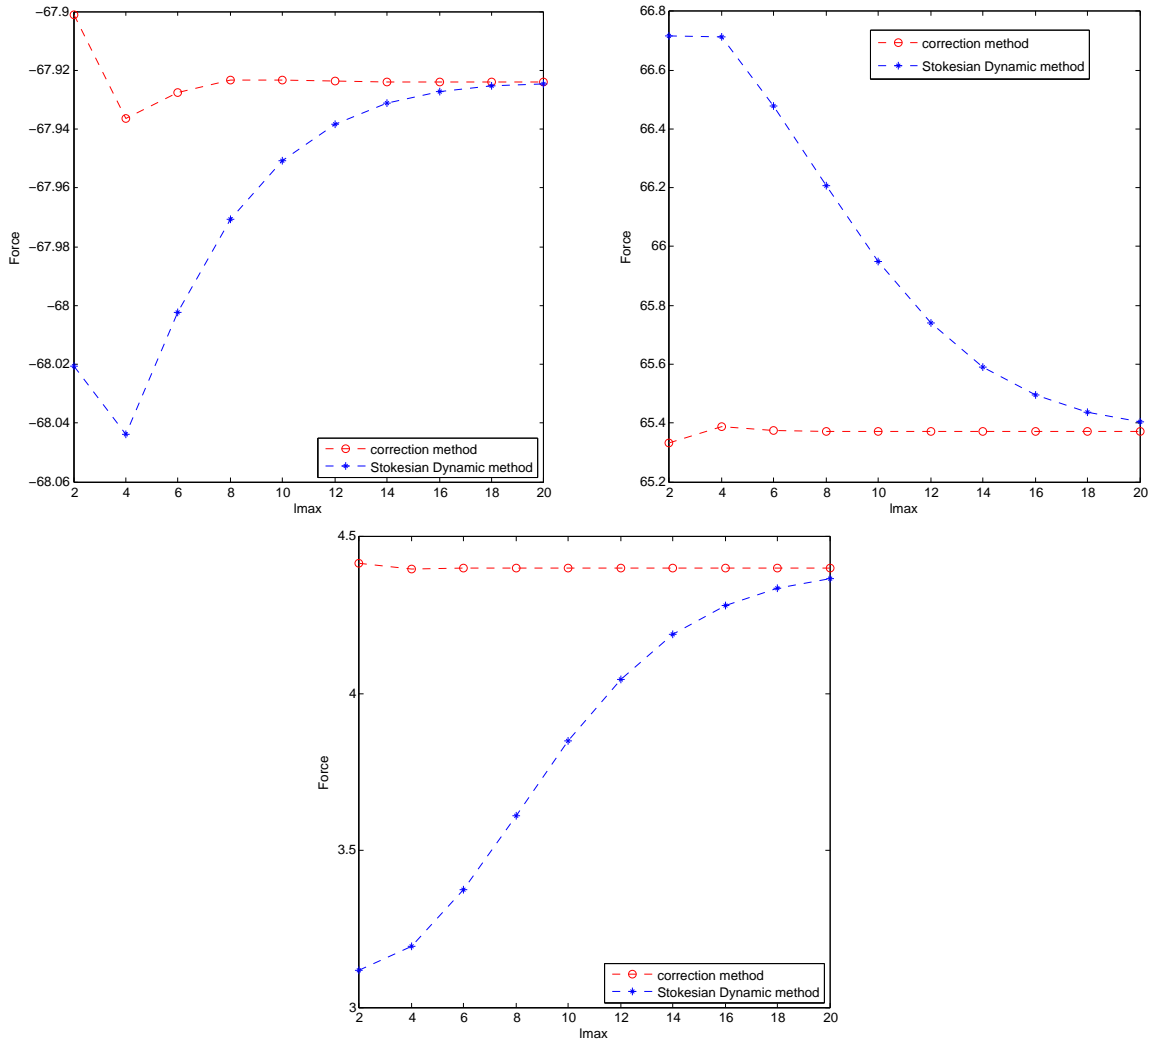 −67.9
−67.92
−67.94
−67.96
−67.98
−68
−68.02
−68.04
−68.06
Force
2 4 6 8 10 12 14 16 18 20
lmax
correction method
Stokesian Dynamic method
66.8
66.6
66.4
66.2
66
65.8
65.6
65.4
65.2
Force
2 4 6 8 10 12 14 16 18 20
lmax
correction method
Stokesian Dynamic method
4.5
4
3.5
3
Force
2 4 6 8 10 12 14 16 18 20
lmax
correction method
Stokesian Dynamic method